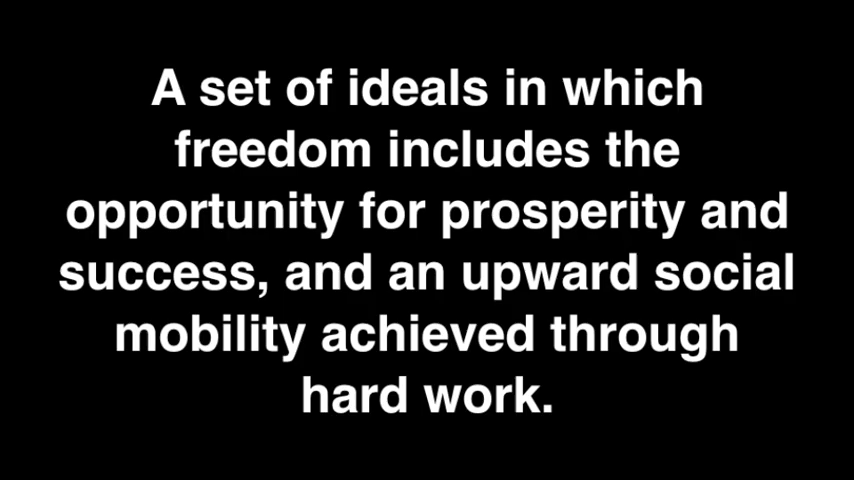 A set of ideals in which
freedom includes the
opportunity for prosperity and
success, and an upward social
mobility achieved through
hard work.